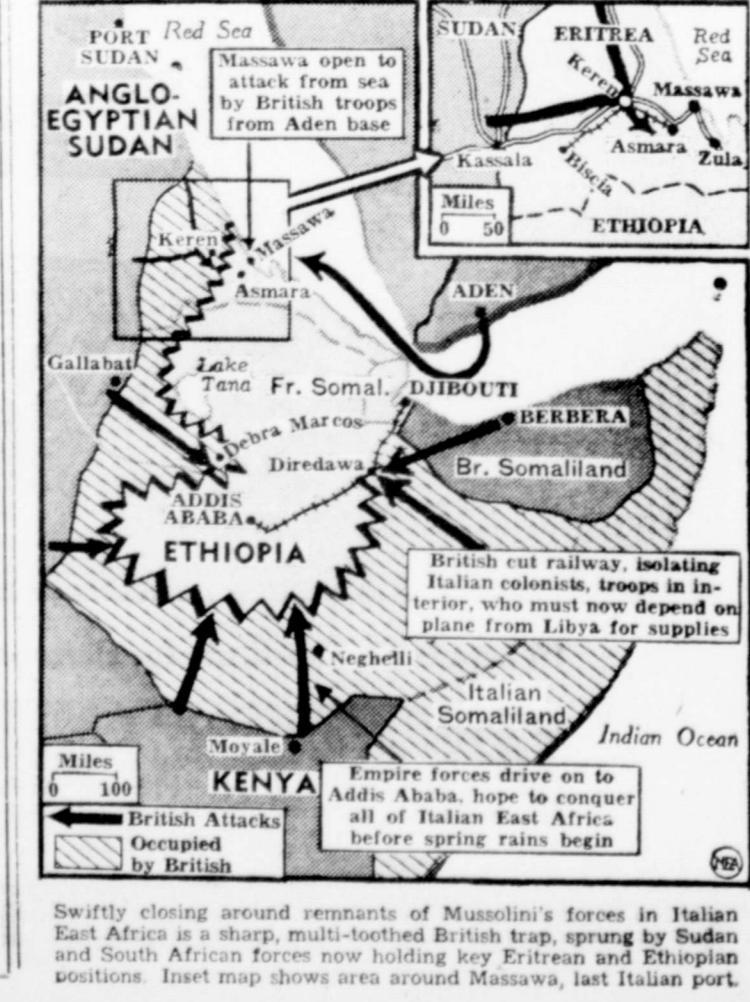 PORT
SUDAN
Red Sea
Massawa open to
attack from sea
by British troops
from Aden base
ANGLO-
EGYPTIAN
SUDAN
SUDAN
ERITREA
Red
Sea
Keren
Massawa
Asmara
Zula
Kassala
Biscia
Miles
0 50
ETHIOPIA
Keren
Massawa
Asmara
ADEN
Gallabat
Lake
Tana
Fr. Somal.
DJIBOUTI
Debra Marcos
BERBERA
Diredawa
Br. Somaliland
ADDIS
ABABA
ETHIOPIA
British cut railway, isolating
Italian colonists, troops in in-
terior, who must now depend on
plane from Libya for supplies
Neghelli
Italian
Somaliland
Indian Ocean
Moyale
KENYA
Miles
0 100
Empire forces drive on to
Addis Ababa, hope to conquer
all of Italian East Africa
before spring rains begin
British Attacks
Occupied
by British
Swiftly closing around remnants of Mussolini's forces in Italian
East Africa is a sharp, multi-toothed British trap, sprung by Sudan
and South African forces now holding key Eritrean and Ethiopian
positions. Inset map shows area around Massawa, last Italian port.